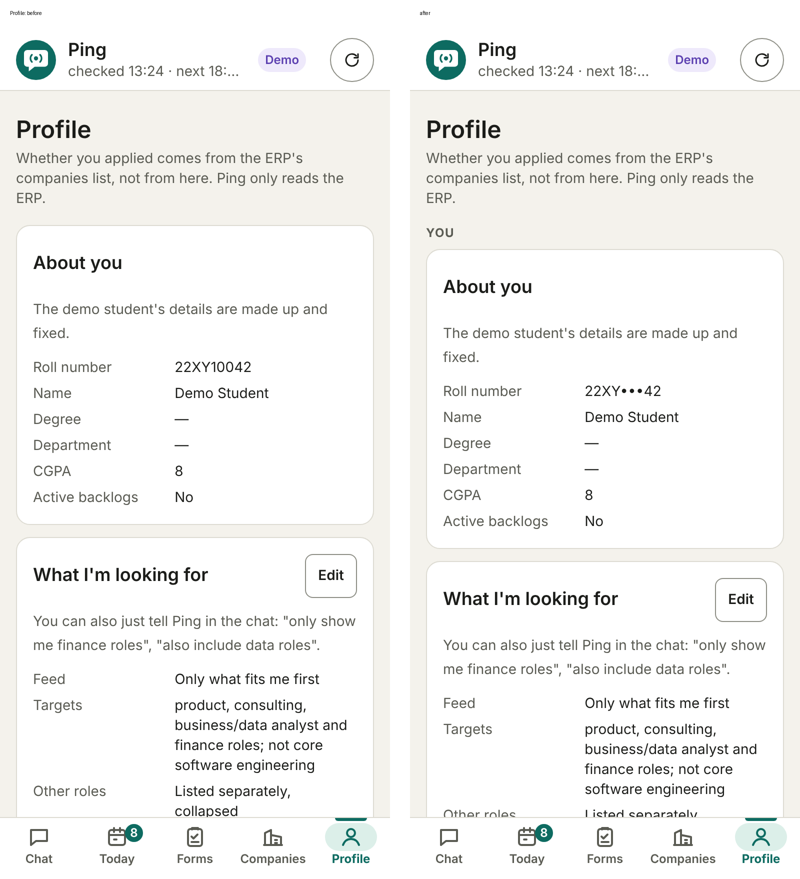 Profile: before
Ping
checked 13:24 · next 18:...
Demo
Profile
Whether you applied comes from the ERP's
companies list, not from here. Ping only reads the
ERP.
About you
The demo student's details are made up and
fixed.
Roll number 22XY10042
Name Demo Student
Degree —
Department —
CGPA 8
Active backlogs No
What I'm looking for
Edit
You can also just tell Ping in the chat: "only show
me finance roles", "also include data roles".
Feed Only what fits me first
Targets product, consulting,
business/data analyst and
finance roles; not core
software engineering
Other roles Listed separately,
collapsed
Chat
Today
8
Forms
Companies
Profile
after
Ping
checked 13:24 · next 18:...
Demo
Profile
Whether you applied comes from the ERP's
companies list, not from here. Ping only reads the
ERP.
YOU
About you
The demo student's details are made up and
fixed.
Roll number 22XY•••42
Name Demo Student
Degree —
Department —
CGPA 8
Active backlogs No
What I'm looking for
Edit
You can also just tell Ping in the chat: "only show
me finance roles", "also include data roles".
Feed Only what fits me first
Targets product, consulting,
business/data analyst and
finance roles; not core
software engineering
Other roles Listed separately,
Chat
Today
8
Forms
Companies
Profile